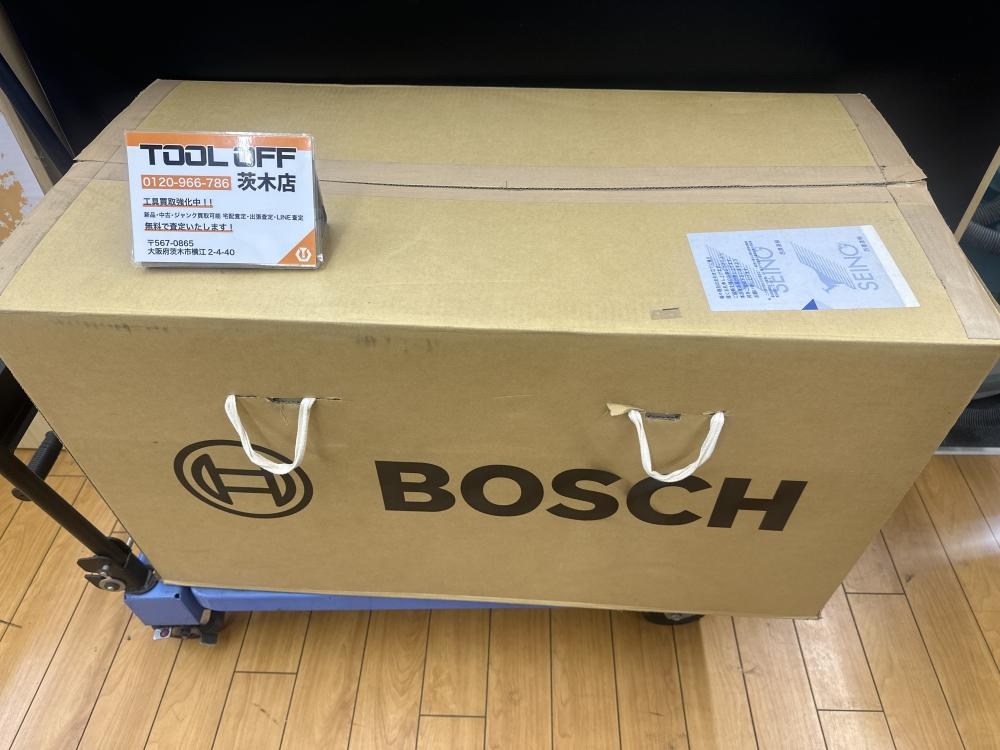 TOOL OFF
0120-966-786 茨木店
工具買取強化中!!
新品・中古・ジャンク買取可能 宅配査定・出張査定・LINE査定
無料で査定いたします!
〒567-0865
大阪府茨木市横江2-4-40
SEINO
SEINO
BOSCH